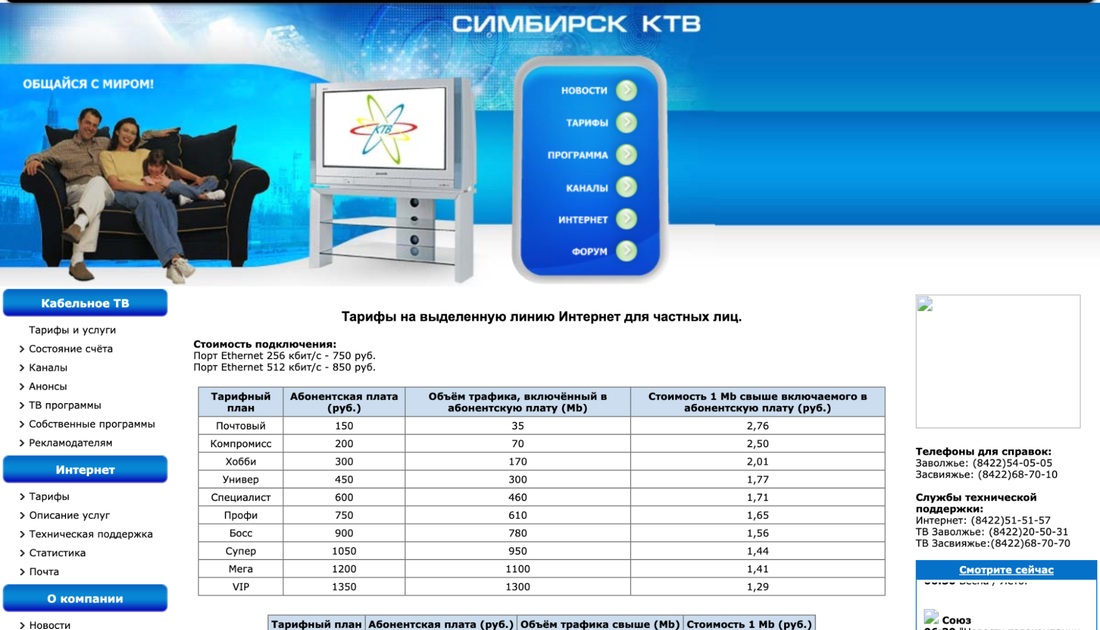 СИМБИРСК КТВ
ОБЩАЙСЯ С МИРОМ!
КТВ
НОВОСТИ
ТАРИФЫ
ПРОГРАММА
КАНАЛЫ
ИНТЕРНЕТ
ФОРУМ
Кабельное ТВ
Тарифы и услуги
Состояние счёта
Каналы
Анонсы
ТВ программы
Собственные программы
Рекламодателям
Интернет
Тарифы
Описание услуг
Техническая поддержка
Статистика
Почта
О компании
Новости
Тарифы на выделенную линию Интернет для частных лиц.
Стоимость подключения:
Порт Ethernet 256 кбит/с - 750 руб.
Порт Ethernet 512 кбит/с - 850 руб.
Тарифный план Абонентская плата (руб.) Объём трафика, включённый в абонентскую плату (Mb) Стоимость 1 Mb свыше включаемого в абонентскую плату (руб.)
Почтовый 150 35 2,76
Компромисс 200 70 2,50
Хобби 300 170 2,01
Универ 450 300 1,77
Специалист 600 460 1,71
Профи 750 610 1,65
Босс 900 780 1,56
Супер 1050 950 1,44
Мега 1200 1100 1,41
VIP 1350 1300 1,29
Тарифный план Абонентская плата (руб.) Объём трафика свыше (Mb) Стоимость 1 Mb (руб.)
Телефоны для справок:
Заволжье: (8422)54-05-05
Засвияжье: (8422)68-70-10
Службы технической
поддержки:
Интернет: (8422)51-51-57
ТВ Заволжье: (8422)20-50-31
ТВ Засвияжье:(8422)68-70-70
Смотрите сейчас
Союз